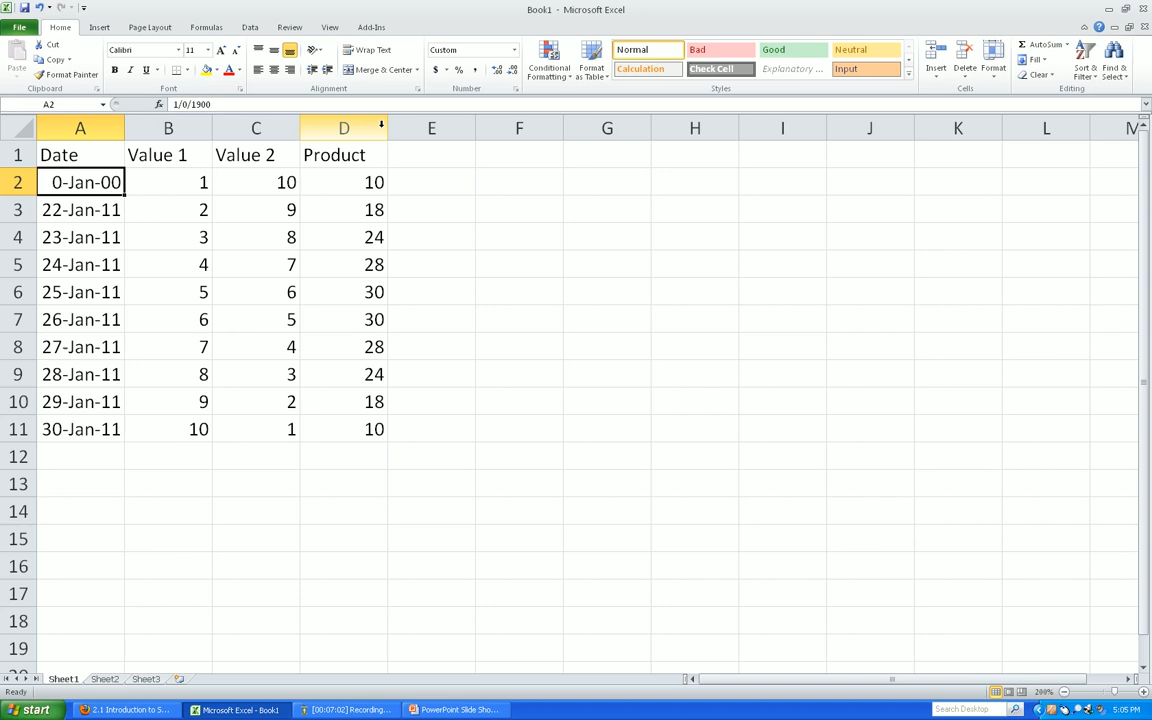 Book1 - Microsoft Excel
File Home Insert Page Layout Formulas Data Review View Add-Ins
Paste Cut Copy Format Painter Clipboard
Calibri 11 A A B I U A Font
Wrap Text Merge & Center Alignment
Custom $ % , Number
Conditional Formatting Format as Table Normal Bad Good Neutral
Calculation Check Cell Explanatory ... Input Styles
Insert Delete Format Cells
AutoSum Fill Clear Sort & Filter Find & Select Editing
A2 fx 1/0/1900
A B C D E F G H I J K L M
1 Date Value 1 Value 2 Product
2 0-Jan-00 1 10 10
3 22-Jan-11 2 9 18
4 23-Jan-11 3 8 24
5 24-Jan-11 4 7 28
6 25-Jan-11 5 6 30
7 26-Jan-11 6 5 30
8 27-Jan-11 7 4 28
9 28-Jan-11 8 3 24
10 29-Jan-11 9 2 18
11 30-Jan-11 10 1 10
12
13
14
15
16
17
18
19
Sheet1 Sheet2 Sheet3
Ready 200%
start 2.1 Introduction to S... Microsoft Excel - Book1 [00:07:02] Recording... PowerPoint Slide Sho... Search Desktop 5:05 PM